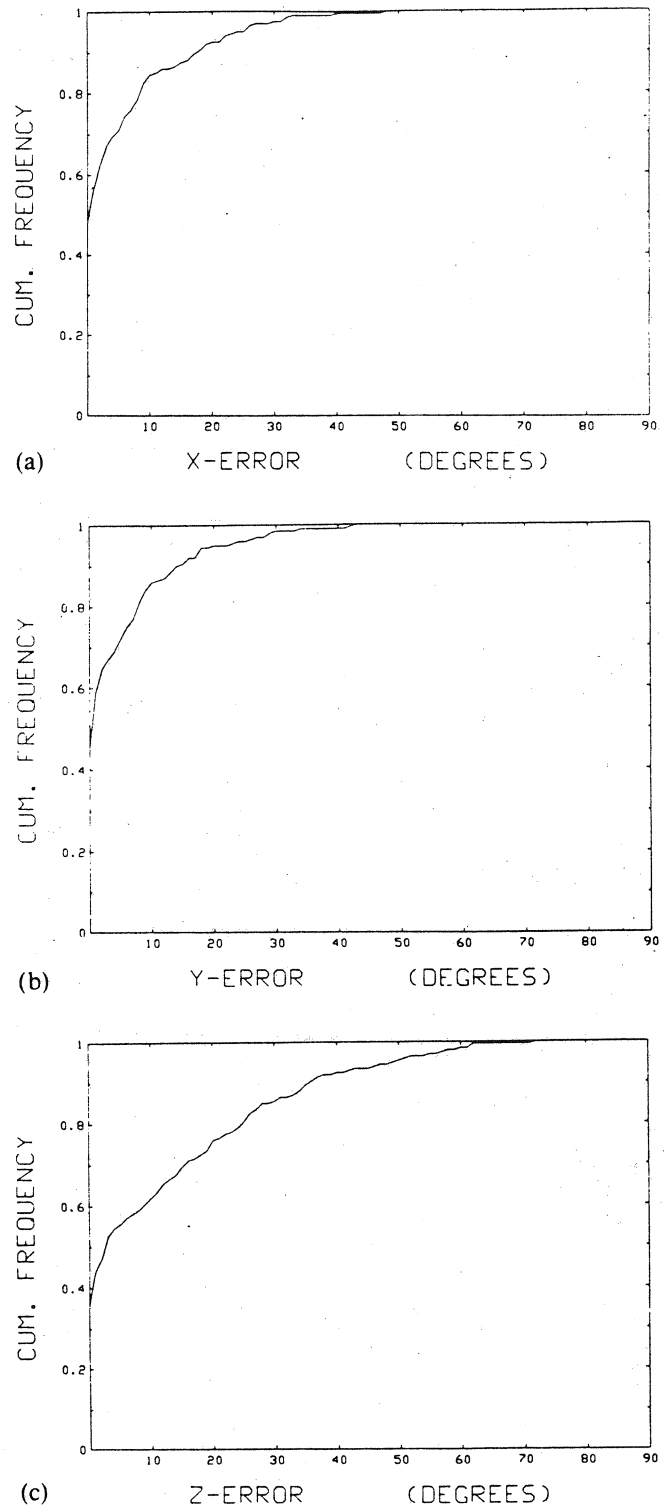 1
0.8
0.6
0.4
0.2
0
CUM. FREQUENCY
10 20 30 40 50 60 70 80 90
(a) X-ERROR (DEGREES)
1
0.8
0.6
0.4
0.2
0
CUM. FREQUENCY
10 20 30 40 50 60 70 80 90
(b) Y-ERROR (DEGREES)
1
0.8
0.6
0.4
0.2
0
CUM. FREQUENCY
10 20 30 40 50 60 70 80 90
(c) Z-ERROR (DEGREES)